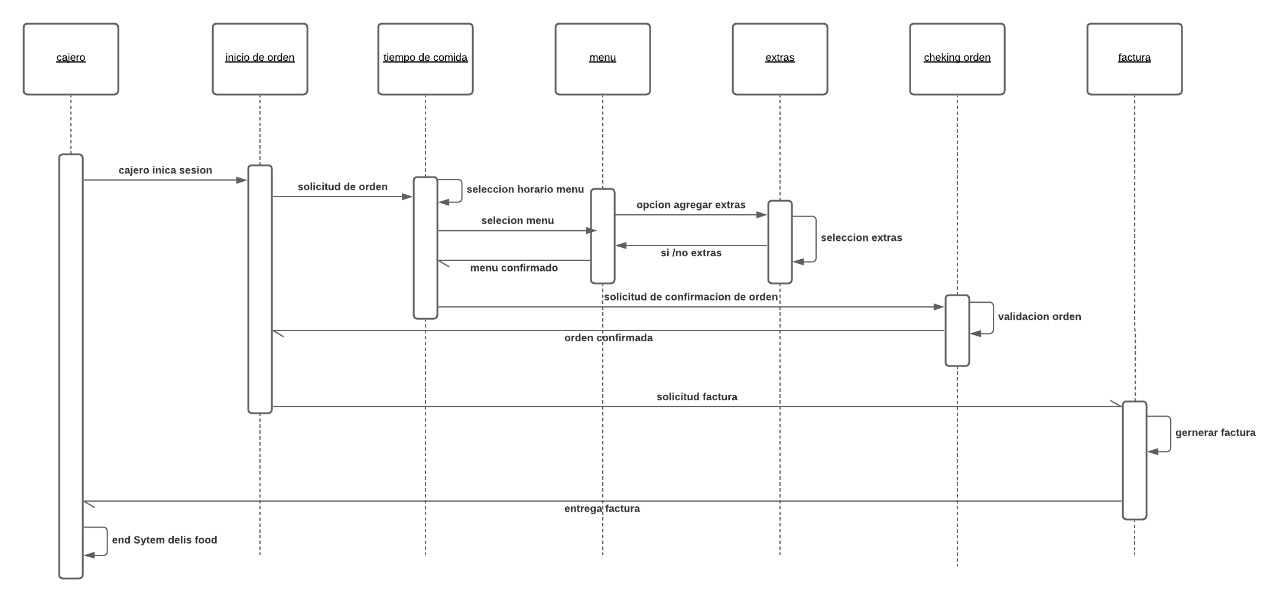 cajero
inicio de orden
tiempo de comida
menu
extras
cheking orden
factura
cajero inica sesion
solicitud de orden
seleccion horario menu
opcion agregar extras
selecion menu
seleccion extras
si /no extras
menu confirmado
solicitud de confirmacion de orden
validacion orden
orden confirmada
solicitud factura
gernerar factura
entrega factura
end Sytem delis food